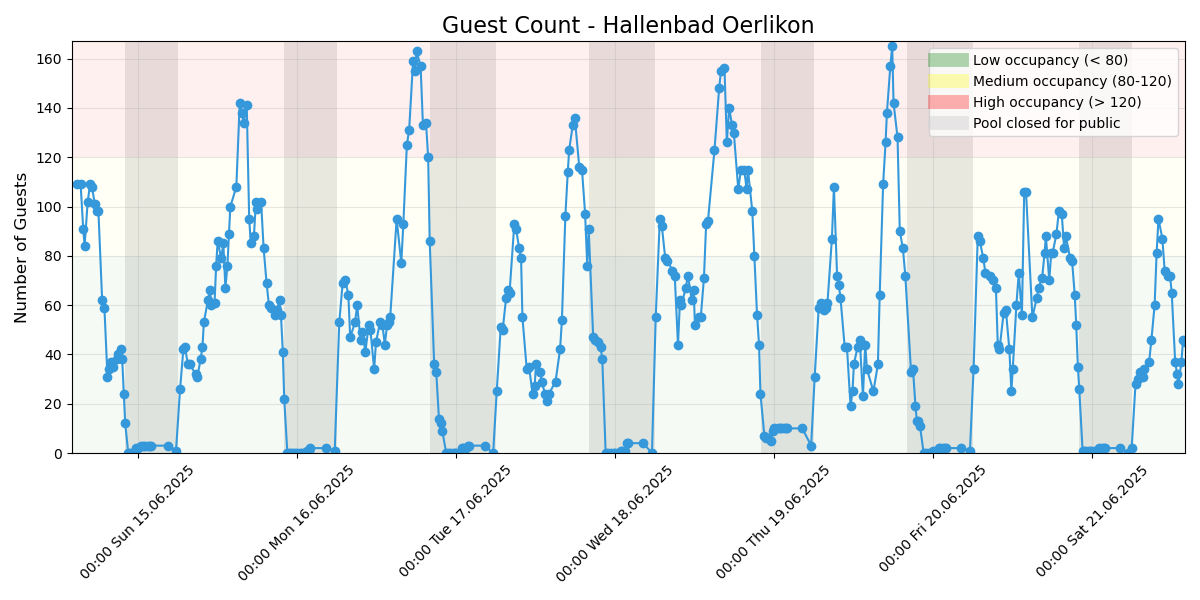 Guest Count - Hallenbad Oerlikon
Number of Guests
160
140
120
100
80
60
40
20
0
Low occupancy (< 80)
Medium occupancy (80-120)
High occupancy (> 120)
Pool closed for public
00:00 Sun 15.06.2025
00:00 Mon 16.06.2025
00:00 Tue 17.06.2025
00:00 Wed 18.06.2025
00:00 Thu 19.06.2025
00:00 Fri 20.06.2025
00:00 Sat 21.06.2025